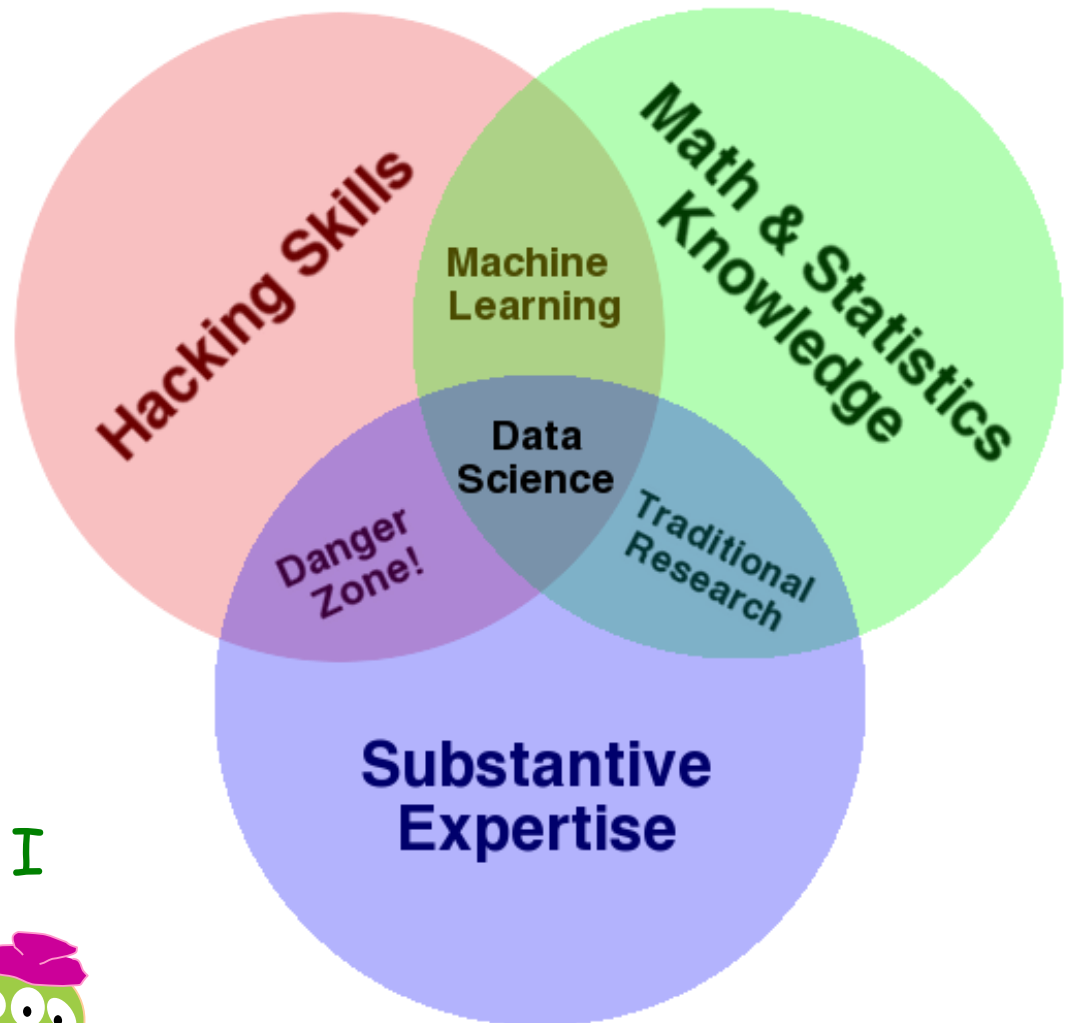 Hacking Skills
Math & Statistics
Knowledge
Machine
Learning
Data
Science
Danger
Zone!
Traditional
Research
Substantive
Expertise
I